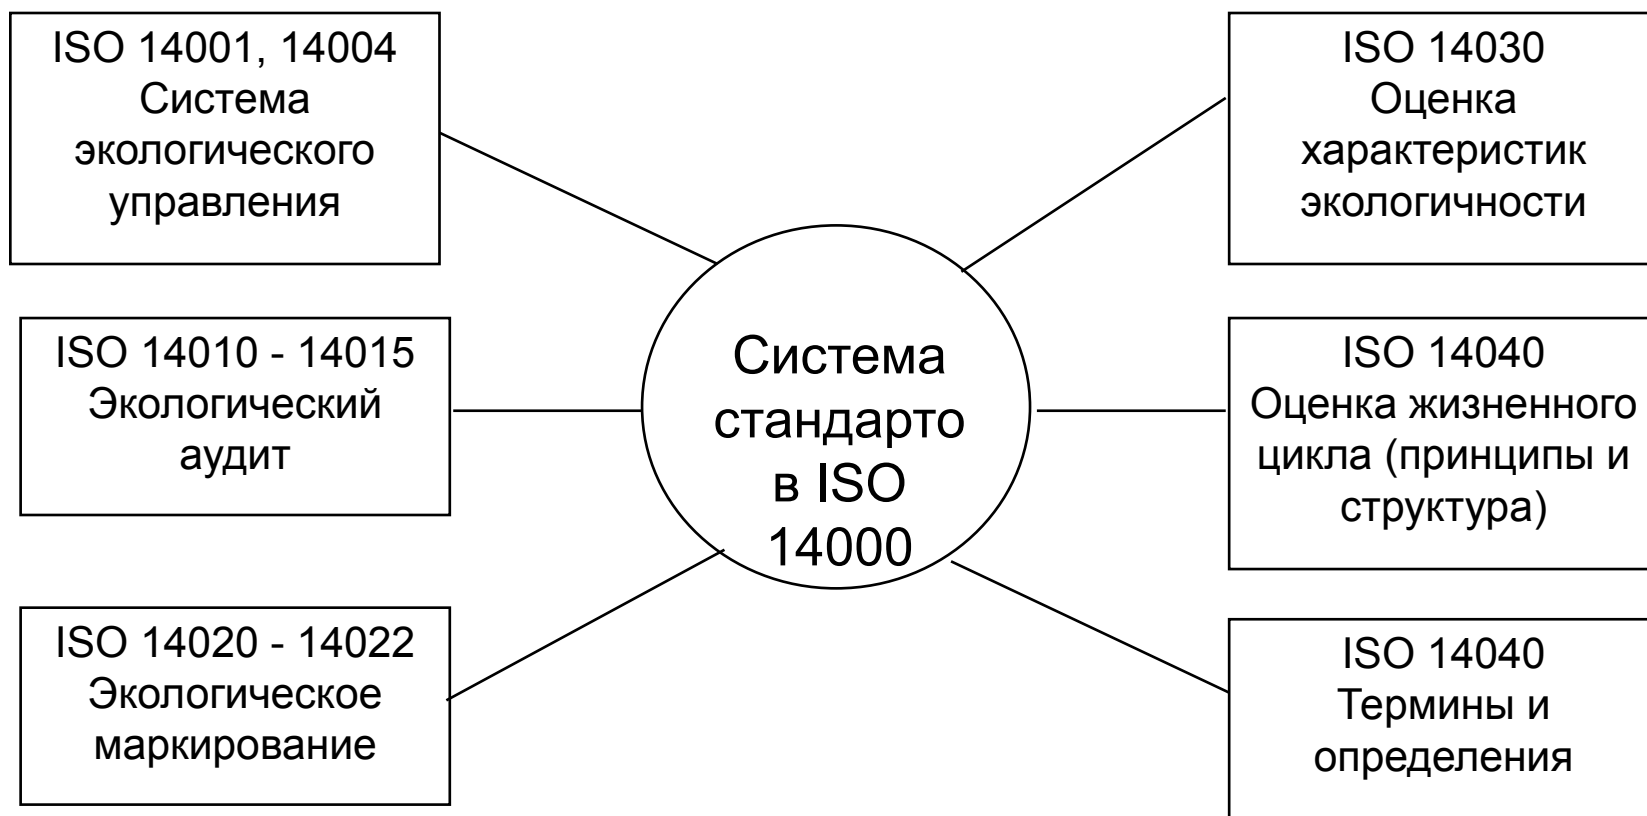 ISO 14001, 14004
Система
экологического
управления
ISO 14010 - 14015
Экологический
аудит
ISO 14020 - 14022
Экологическое
маркирование
Система
стандарто
в ISO
14000
ISO 14030
Оценка
характеристик
экологичности
ISO 14040
Оценка жизненного
цикла (принципы и
структура)
ISO 14040
Термины и
определения